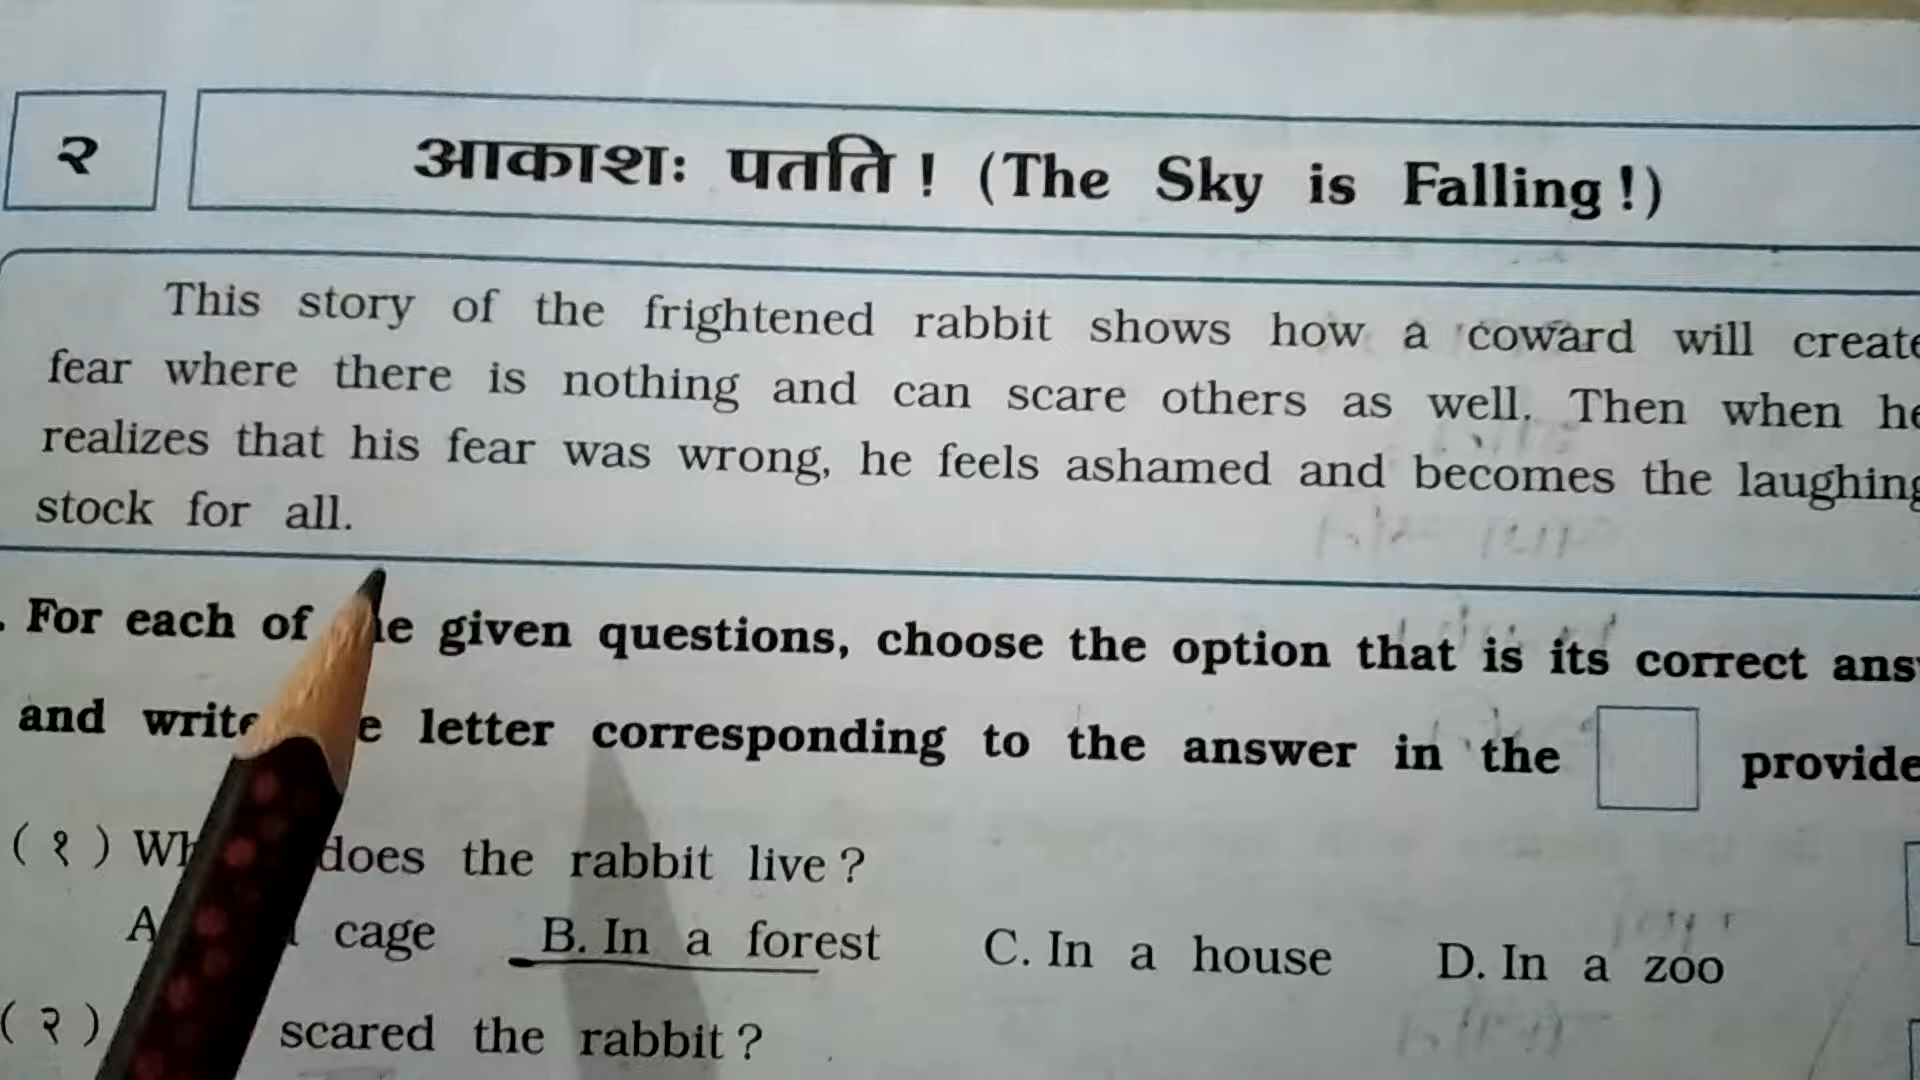 २
आकाशः पतति ! (The Sky is Falling !)
This story of the frightened rabbit shows how a coward will create
fear where there is nothing and can scare others as well. Then when he
realizes that his fear was wrong, he feels ashamed and becomes the laughing
stock for all.
. For each of given questions, choose the option that is its correct
and letter corresponding to the answer in the provide
(१) does the rabbit live ?
cage B. In a forest C. In a house D. In a zoo
(२) scared the rabbit ?